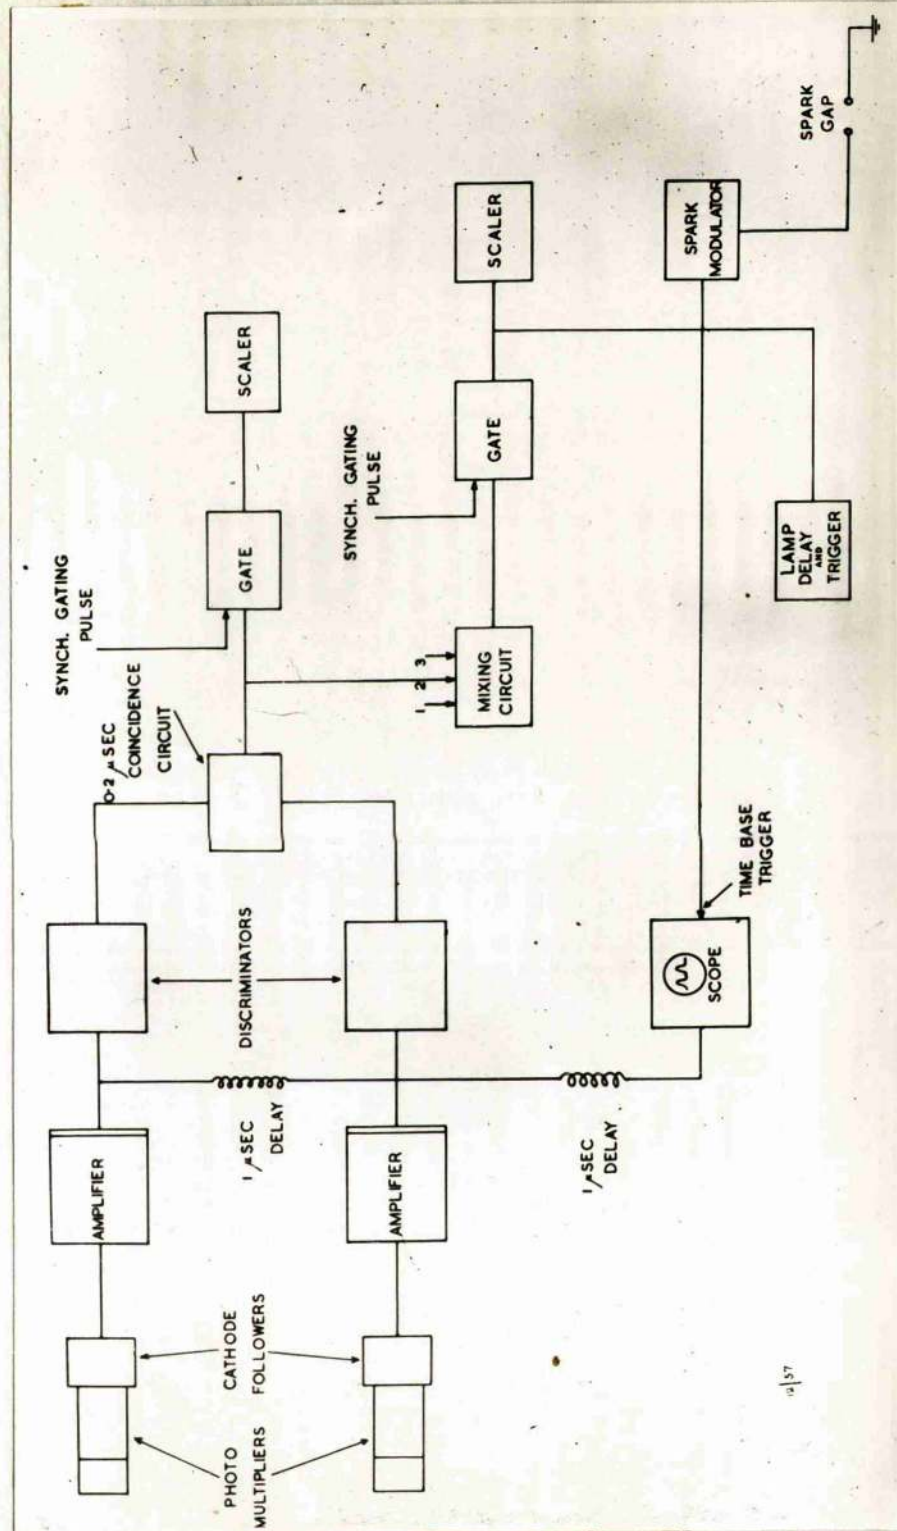 PHOTO
MULTIPLIERS
CATHODE
FOLLOWERS
AMPLIFIER
AMPLIFIER
1 μSEC
DELAY
1 μSEC
DELAY
DISCRIMINATORS
SCOPE
TIME BASE
TRIGGER
0·2 μSEC
COINCIDENCE
CIRCUIT
SYNCH. GATING
PULSE
GATE
SCALER
1 2 3
MIXING
CIRCUIT
SYNCH. GATING
PULSE
GATE
SCALER
LAMP
DELAY
AND
TRIGGER
SPARK
MODULATOR
SPARK
GAP
12/57